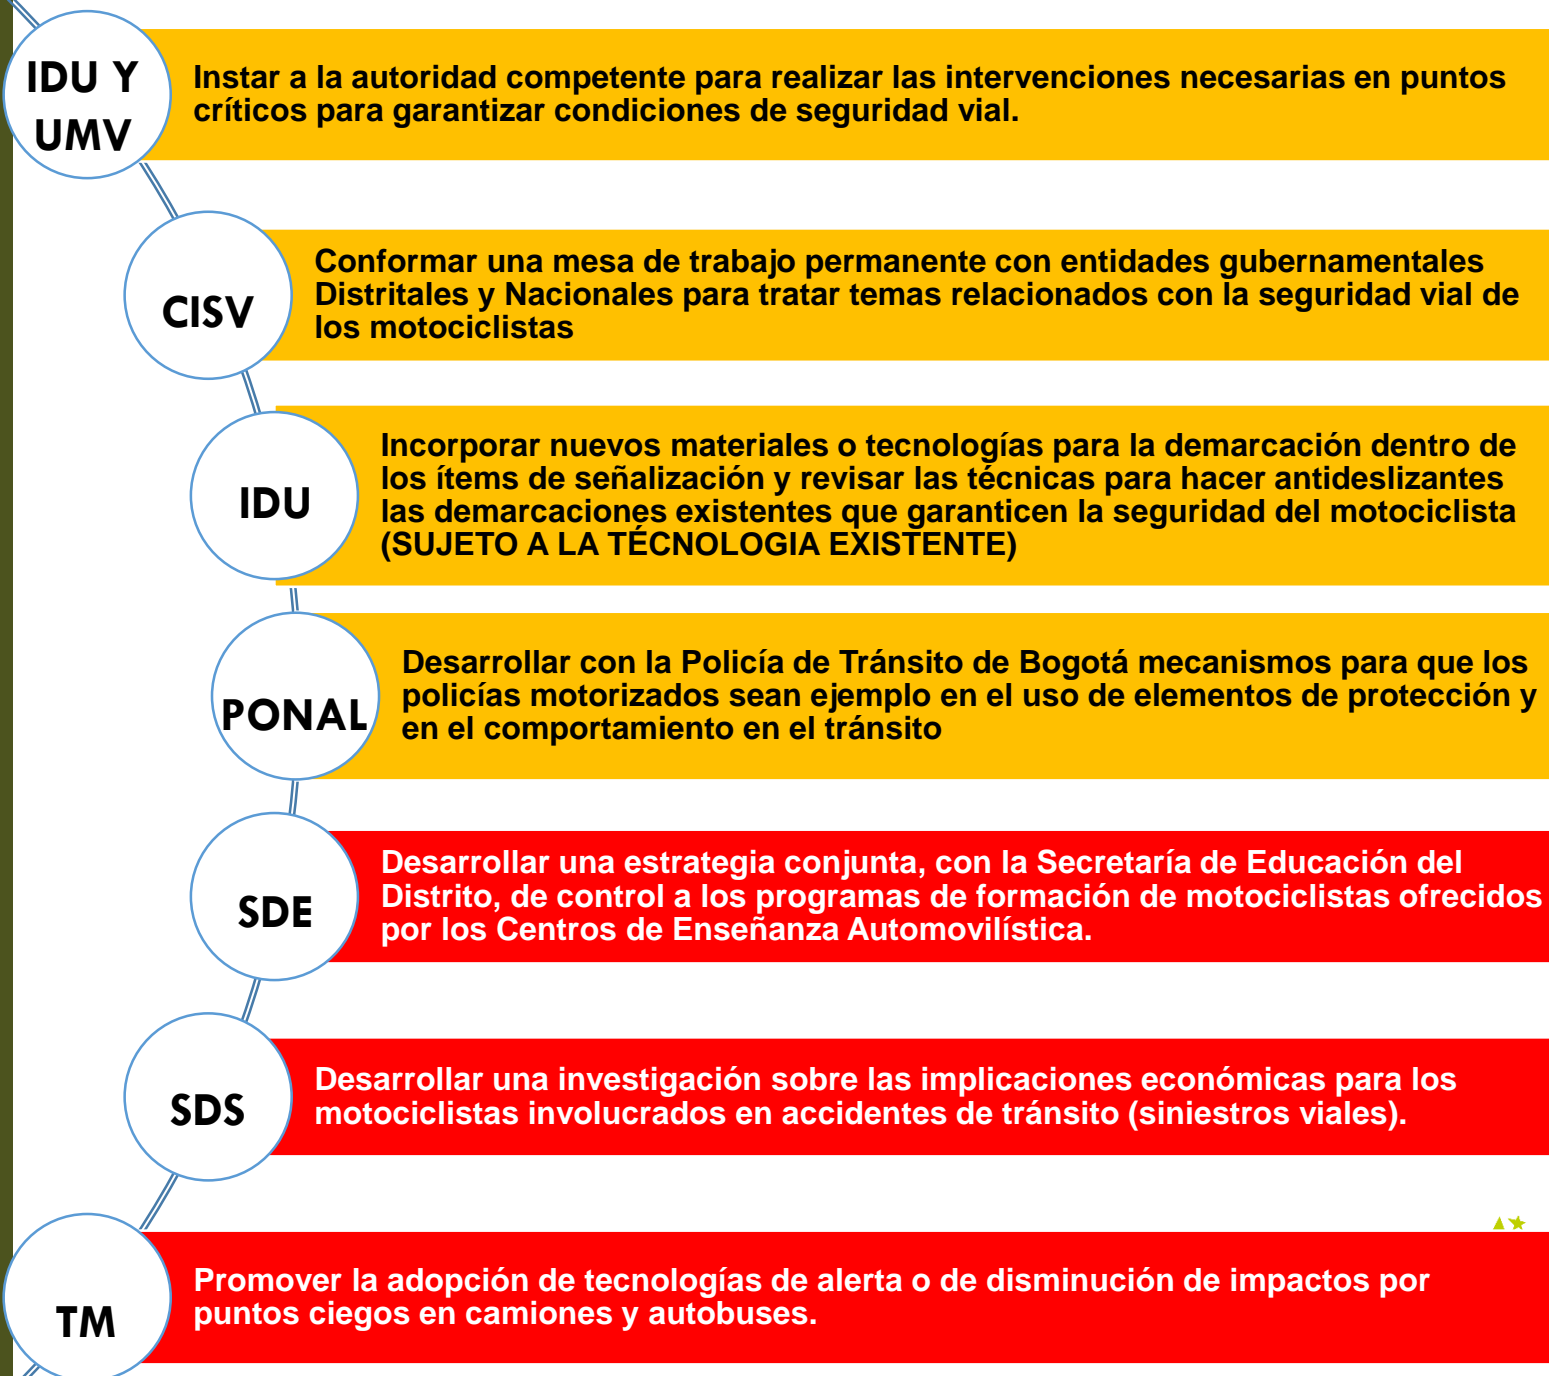 IDU Y
UMV
Instar a la autoridad competente para realizar las intervenciones necesarias en puntos
críticos para garantizar condiciones de seguridad vial.
CISV
Conformar una mesa de trabajo permanente con entidades gubernamentales
Distritales y Nacionales para tratar temas relacionados con la seguridad vial de
los motociclistas
IDU
Incorporar nuevos materiales o tecnologías para la demarcación dentro de
los ítems de señalización y revisar las técnicas para hacer antideslizantes
las demarcaciones existentes que garanticen la seguridad del motociclista
(SUJETO A LA TÉCNOLOGIA EXISTENTE)
PONAL
Desarrollar con la Policía de Tránsito de Bogotá mecanismos para que los
policías motorizados sean ejemplo en el uso de elementos de protección y
en el comportamiento en el tránsito
SDE
Desarrollar una estrategia conjunta, con la Secretaría de Educación del
Distrito, de control a los programas de formación de motociclistas ofrecidos
por los Centros de Enseñanza Automovilística.
SDS
Desarrollar una investigación sobre las implicaciones económicas para los
motociclistas involucrados en accidentes de tránsito (siniestros viales).
TM
Promover la adopción de tecnologías de alerta o de disminución de impactos por
puntos ciegos en camiones y autobuses.